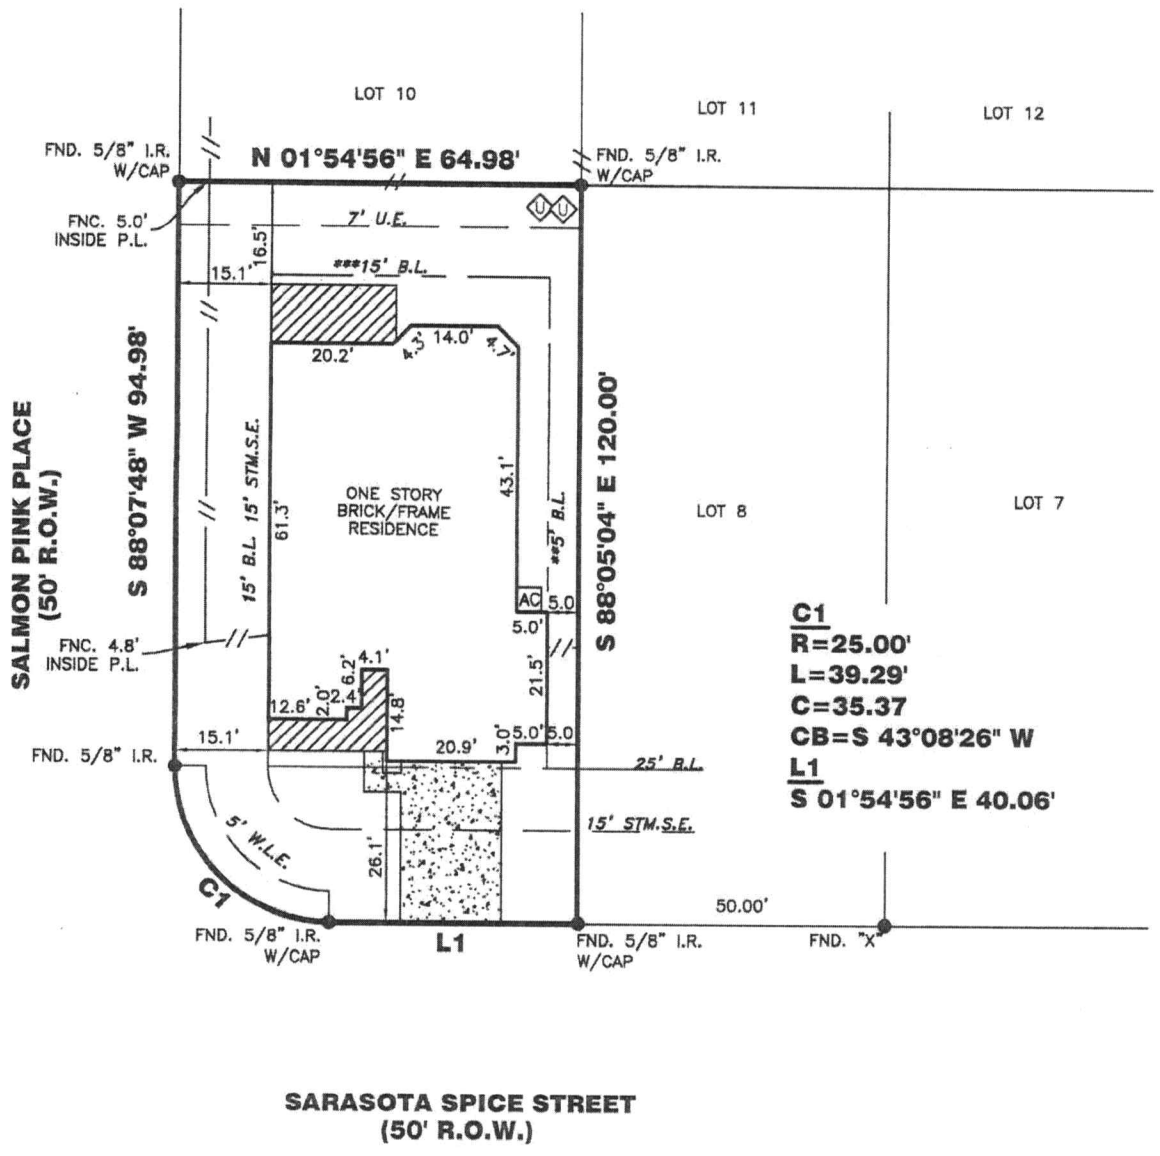 LOT 10
LOT 11
LOT 12
FND. 5/8" I.R.
W/CAP
N 01°54'56" E 64.98'
FND. 5/8" I.R.
W/CAP
FNC. 5.0'
INSIDE P.L.
U U
7' U.E.
16.5'
15.1'
***15' B.L.
20.2'
4.3'
14.0'
4.7'
SALMON PINK PLACE
(50' R.O.W.)
S 88°07'48" W 94.98'
15' B.L. 15' STM.S.E.
61.3'
ONE STORY
BRICK/FRAME
RESIDENCE
43.1'
**5' B.L.
S 88°05'04" E 120.00'
LOT 8
LOT 7
AC
5.0
5.0'
FNC. 4.8'
INSIDE P.L.
4.1'
6.2'
2.4'
2.0'
12.6'
14.8'
21.5'
15.1'
20.9'
3.0'
5.0'
5.0
FND. 5/8" I.R.
25' B.L.
15' STM.S.E.
5' W.L.E.
26.1'
C1
R=25.00'
L=39.29'
C=35.37
CB=S 43°08'26" W
L1
S 01°54'56" E 40.06'
C1
FND. 5/8" I.R.
W/CAP
L1
FND. 5/8" I.R.
W/CAP
50.00'
FND. "X"
SARASOTA SPICE STREET
(50' R.O.W.)